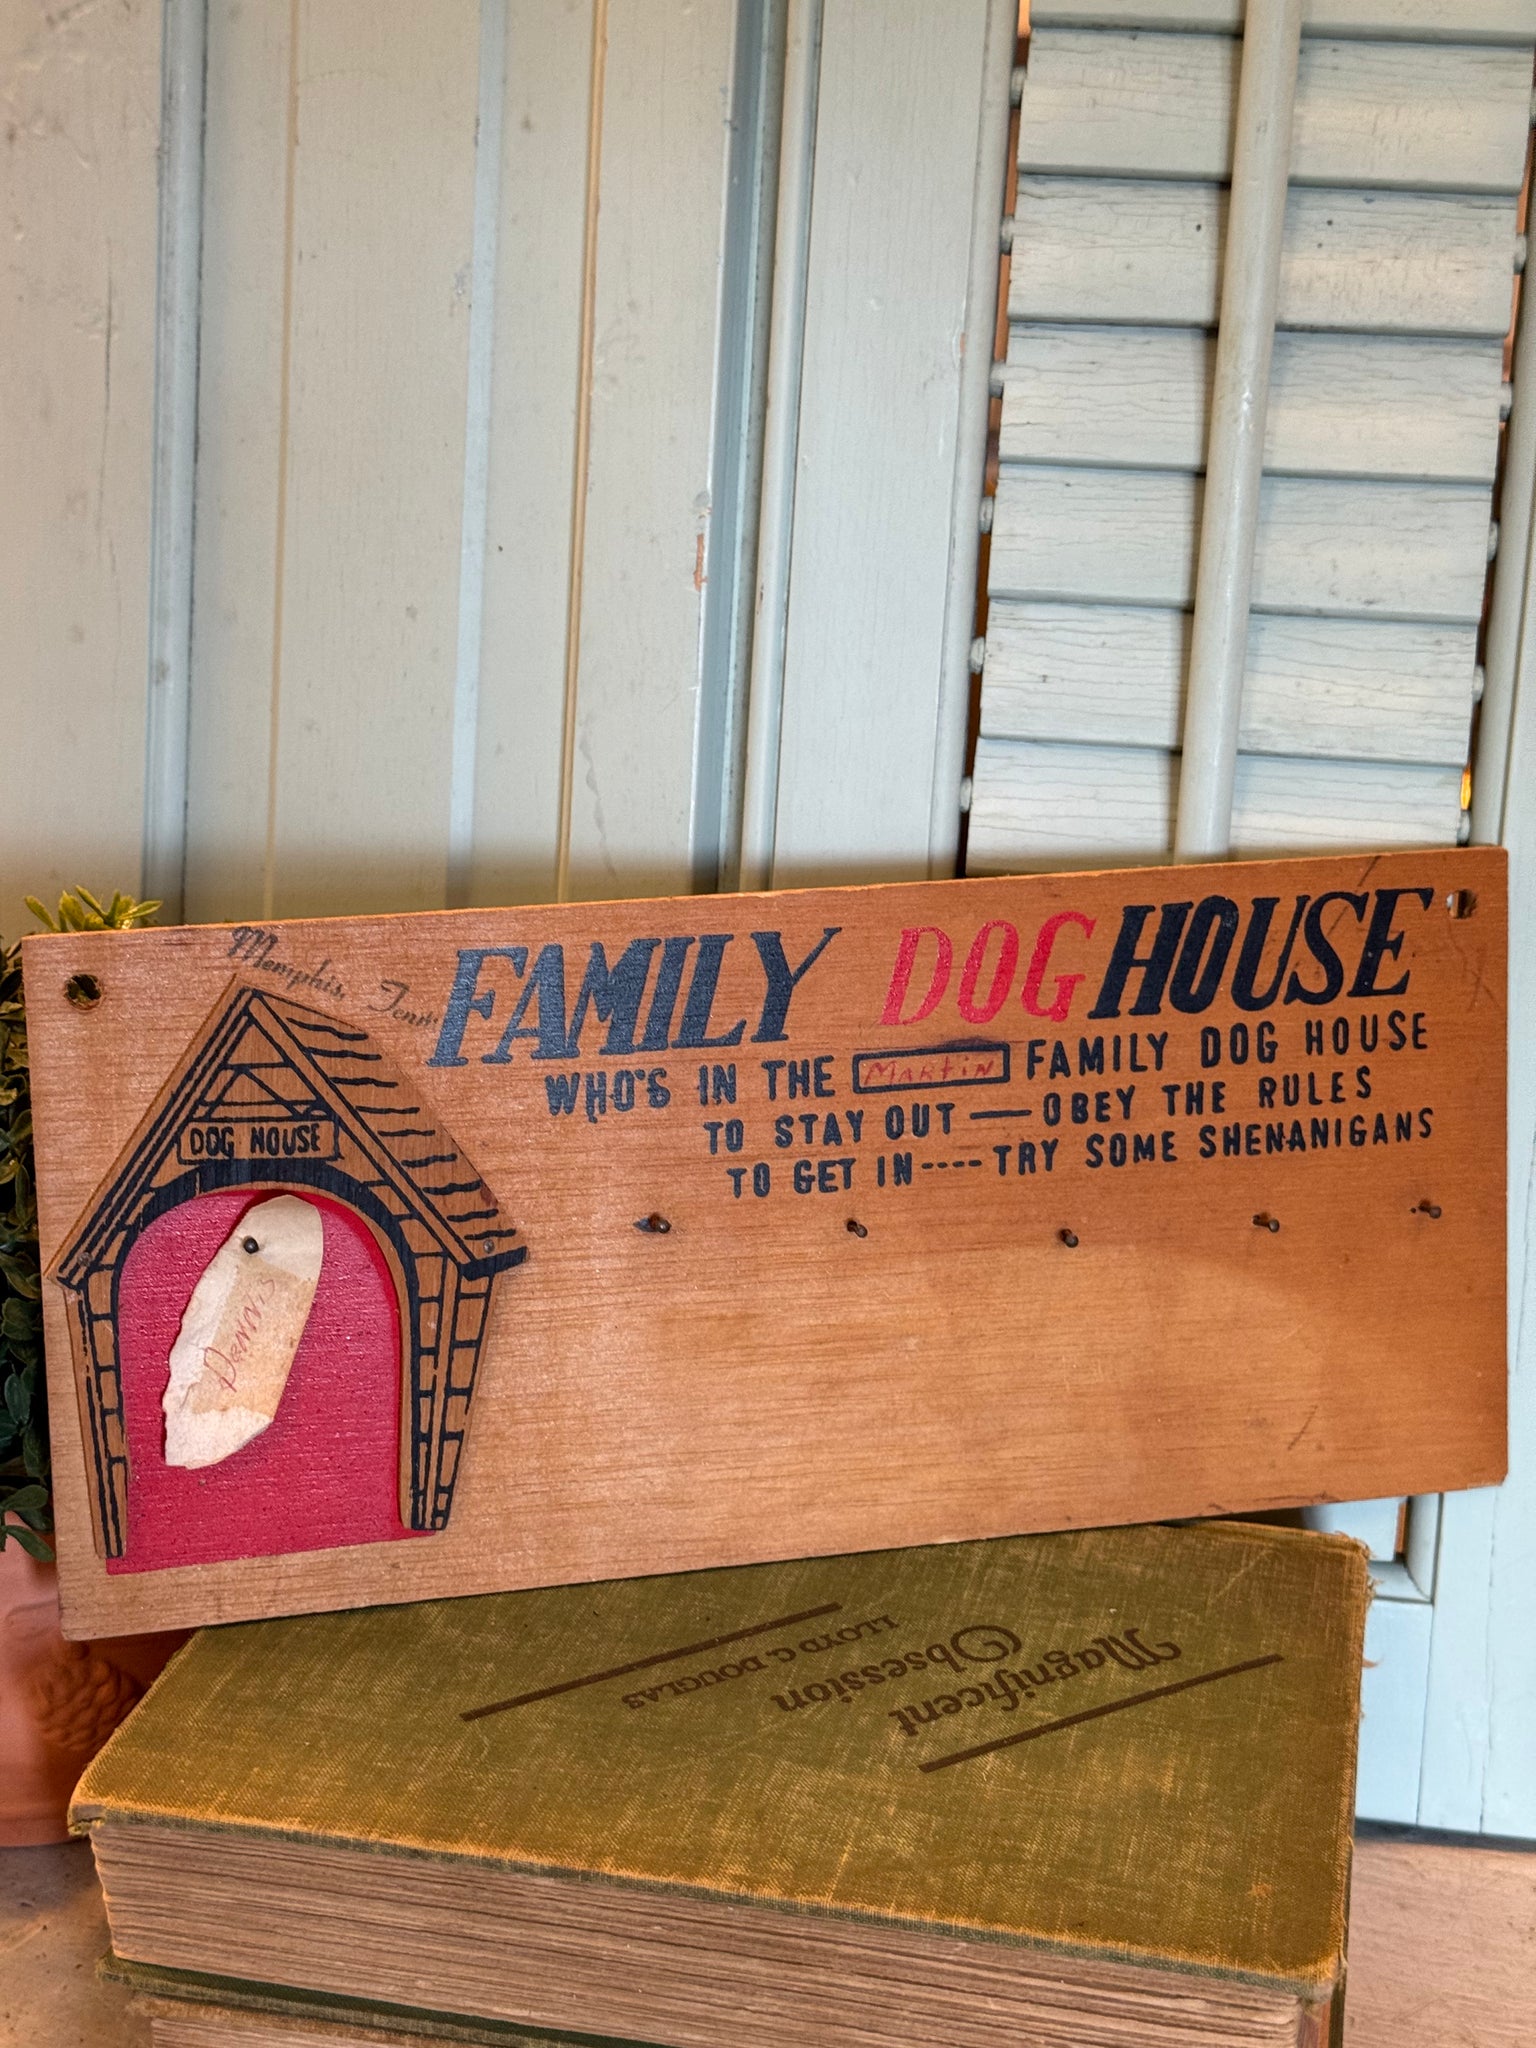 Memphis, Tenn.
FAMILY DOG HOUSE
WHO'S IN THE MARTIN FAMILY DOG HOUSE
TO STAY OUT — OBEY THE RULES
TO GET IN ---- TRY SOME SHENANIGANS
DOG HOUSE
DENNIS
Magnificent
Obsession
LLOYD C. DOUGLAS